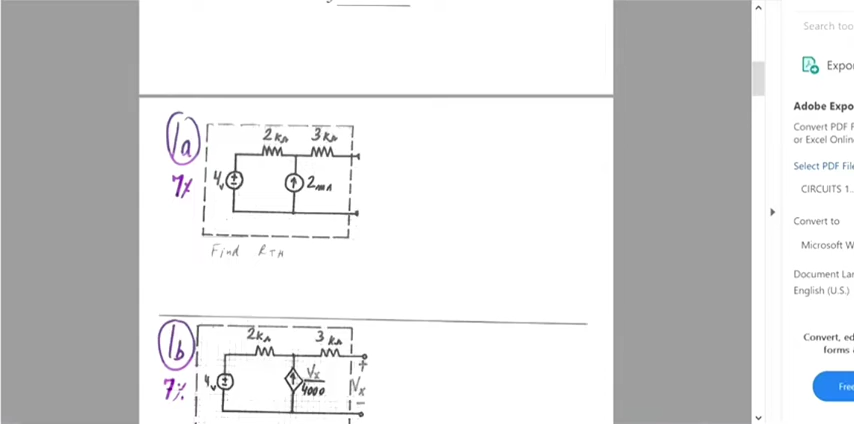 1a
7%
2kΩ
3kΩ
4v
2mA
Find RTH
1b
7%
2kΩ
3kΩ
4v
Vx
4000
+
Vx
−
Search too
Expo
Adobe Expo
Convert PDF F
or Excel Onlin
Select PDF File
CIRCUITS 1..
Convert to
Microsoft W
Document Lan
English (U.S.)
Convert, ed
forms
Free